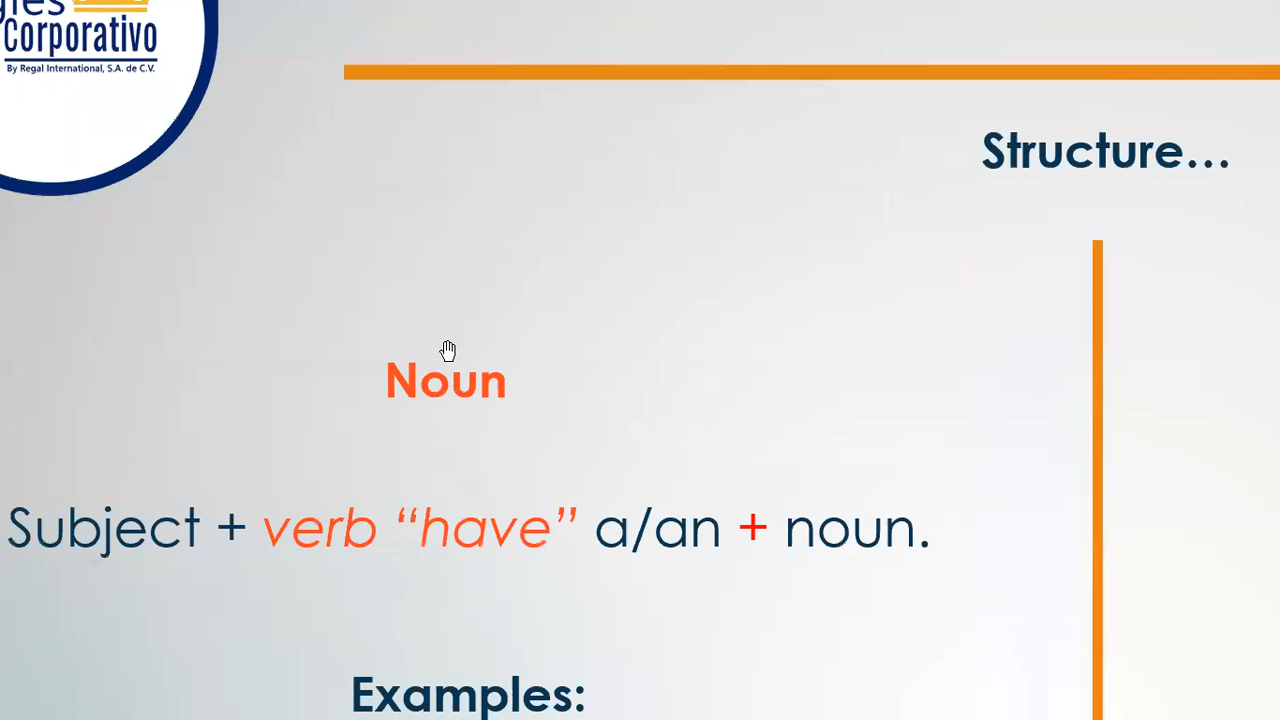 Corporativo
By Regal International, S.A. de C.V.
Structure...
Noun
Subject + verb “have” a/an + noun.
Examples: